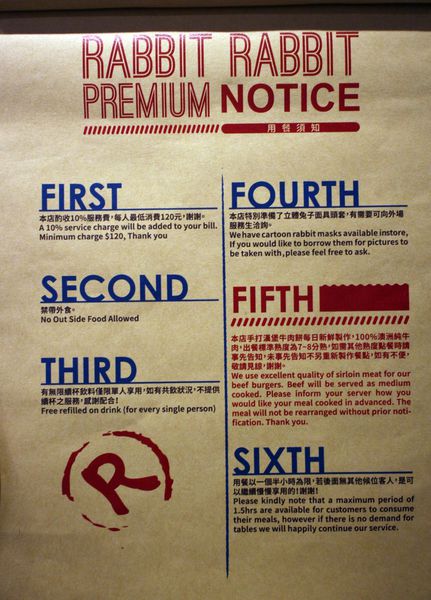 RABBIT RABBIT
PREMIUM NOTICE
用餐須知
FIRST
本店酌收10%服務費，每人最低消費120元，謝謝。
A 10% service charge will be added to your bill.
Minimum charge $120, Thank you
SECOND
禁帶外食。
No Out Side Food Allowed
THIRD
有無限續杯飲料僅限單人享用，如有共飲狀況，不提供
續杯之服務，感謝配合！
Free refilled on drink (for every single person)
R
FOURTH
本店特別準備了立體兔子面具頭套，有需要可向外場
服務生洽詢。
We have cartoon rabbit masks available instore,
If you would like to borrow them for pictures to
be taken with,please feel free to ask.
FIFTH
本店手打漢堡牛肉餅每日新鮮製作，100%澳洲純牛
肉，出餐標準熟度為7~8分熟，如需其他熟度點餐時請
事先告知，未事先告知不另重新製作餐點，如有不便，
敬請見諒，謝謝。
We use excellent quality of sirloin meat for our
beef burgers. Beef will be served as medium
cooked. Please inform your server how you
would like your meal cooked in advanced. The
meal will not be rearranged without prior noti-
fication. Thank you.
SIXTH
用餐以一個半小時為限，若後面無其他候位客人，是可
以繼續慢慢享用的！謝謝！
Please kindly note that a maximum period of
1.5hrs are available for customers to consume
their meals, however if there is no demand for
tables we will happily continue our service.